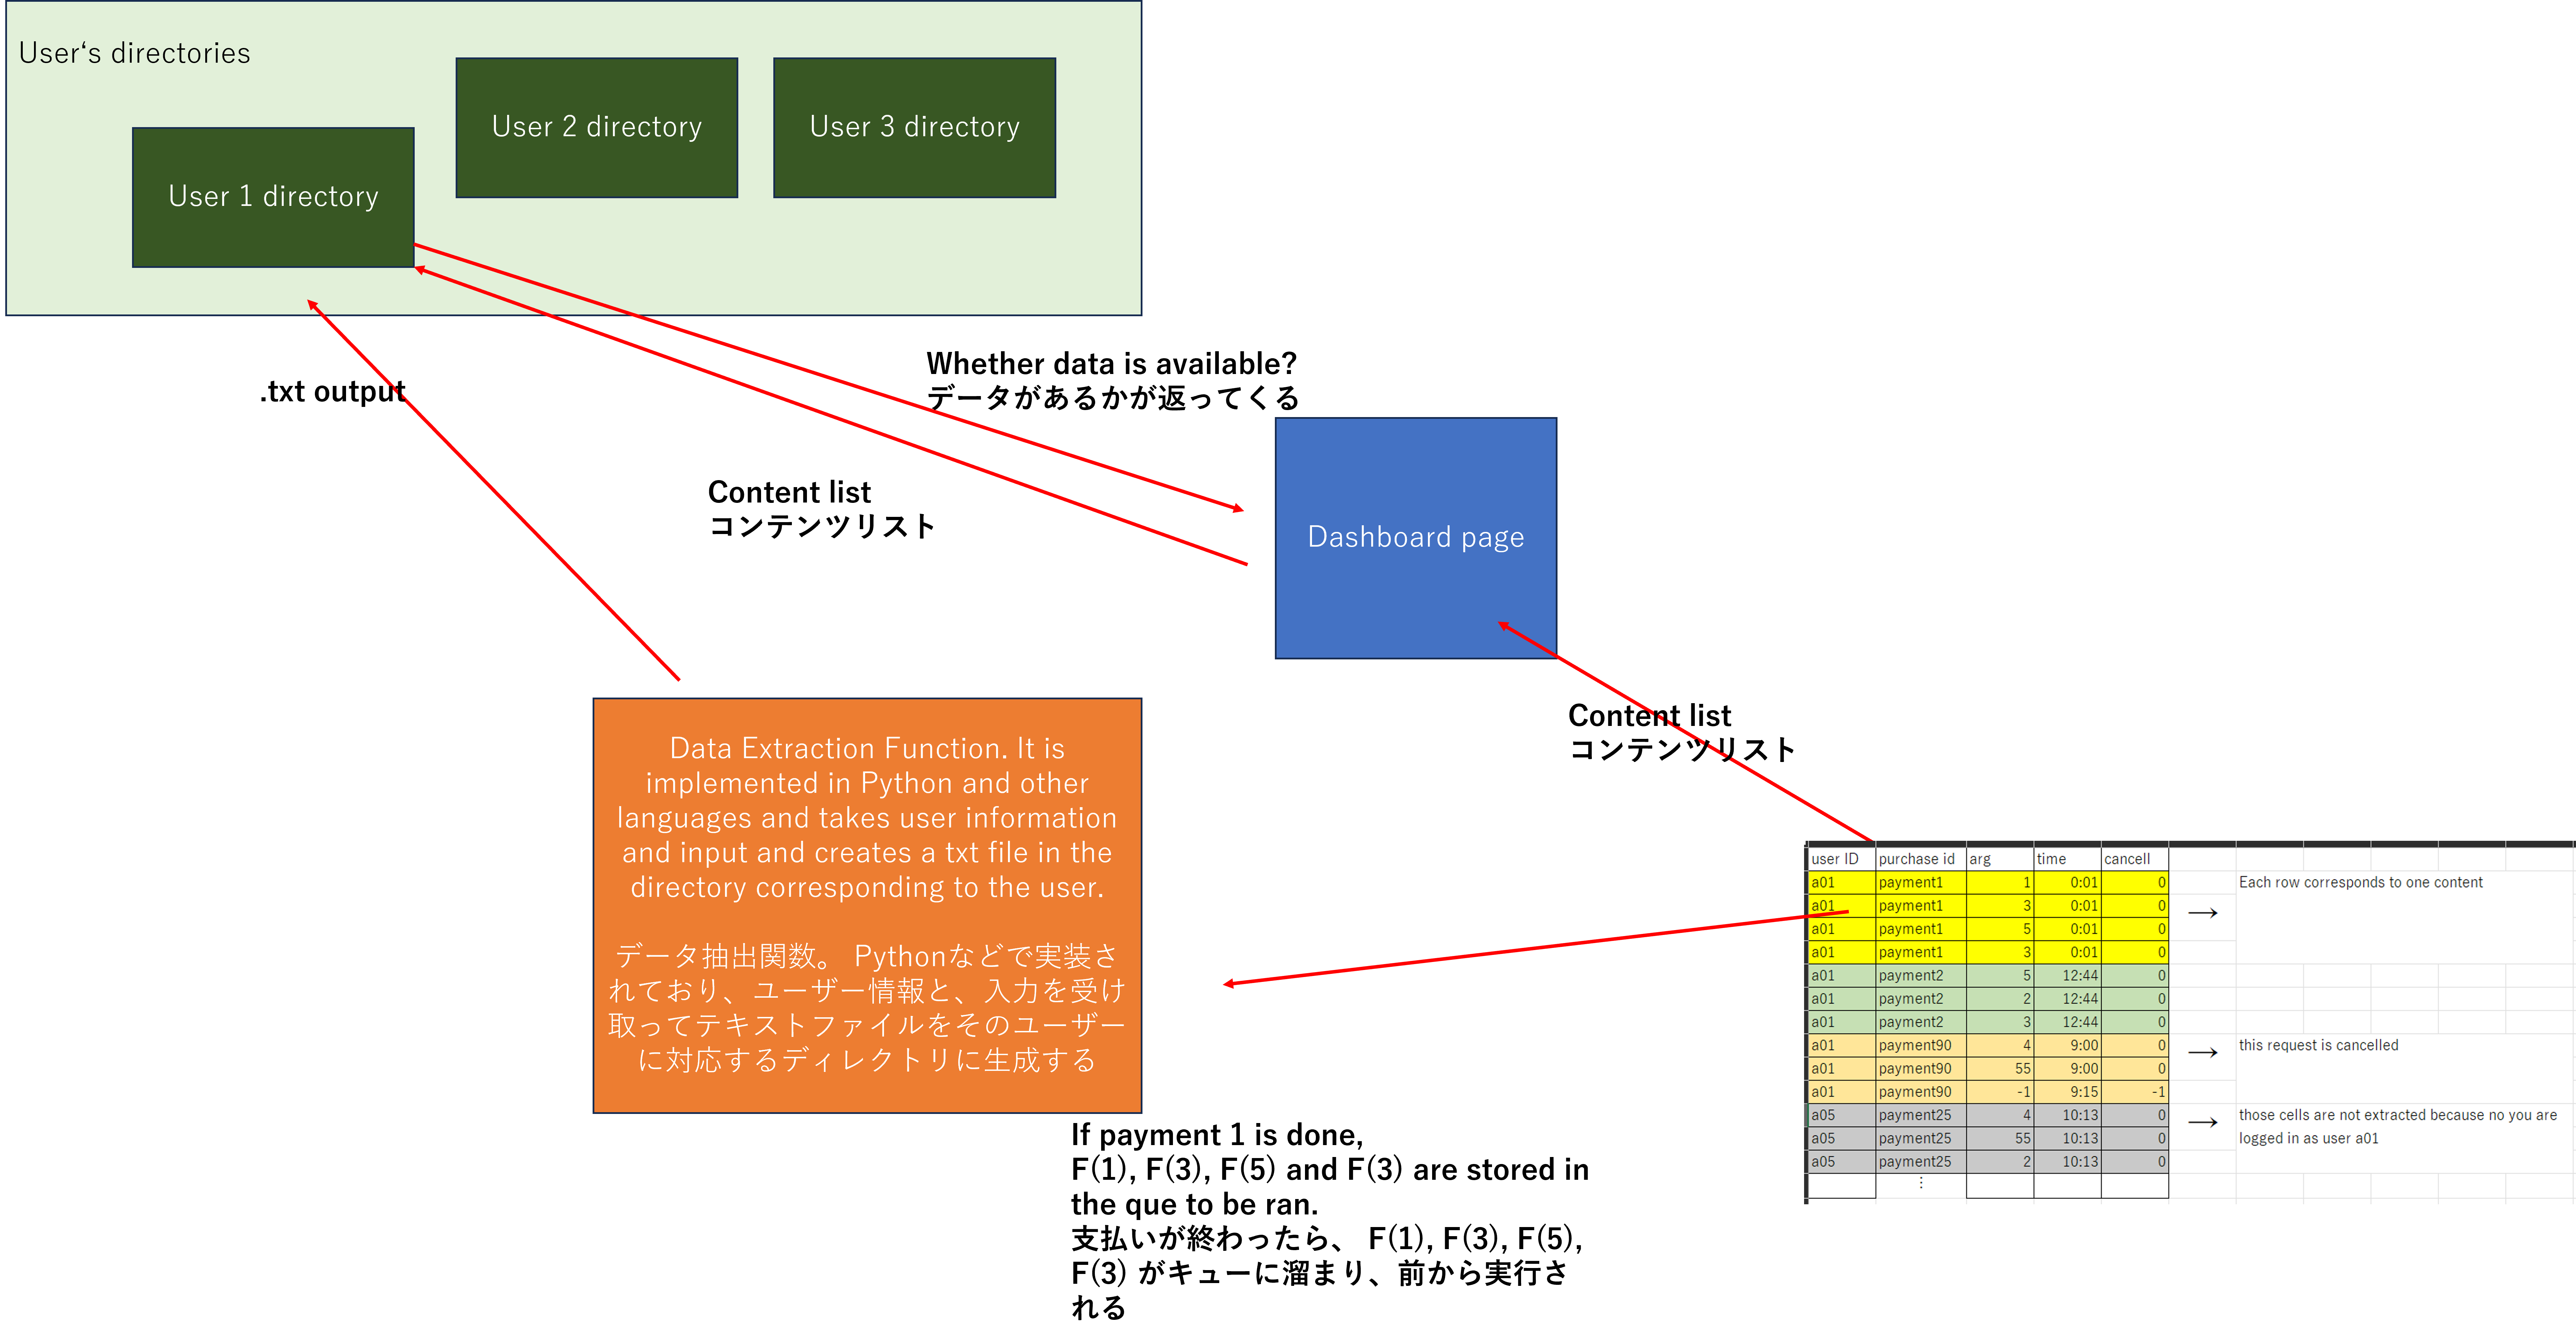 User‘s directories
User 1 directory
User 2 directory
User 3 directory
.txt output
Whether data is available?
データがあるかが返ってくる
Content list
コンテンツリスト
Dashboard page
Content list
コンテンツリスト
Data Extraction Function. It is
implemented in Python and other
languages and takes user information
and input and creates a txt file in the
directory corresponding to the user.
データ抽出関数。 Pythonなどで実装さ
れており、ユーザー情報と、入力を受け
取ってテキストファイルをそのユーザー
に対応するディレクトリに生成する
If payment 1 is done,
F(1), F(3), F(5) and F(3) are stored in
the que to be ran.
支払いが終わったら、 F(1), F(3), F(5),
F(3) がキューに溜まり、前から実行さ
れる
user ID purchase id arg time cancell
a01 payment1 1 0:01 0 Each row corresponds to one content
a01 payment1 3 0:01 0 →
a01 payment1 5 0:01 0
a01 payment1 3 0:01 0
a01 payment2 5 12:44 0
a01 payment2 2 12:44 0
a01 payment2 3 12:44 0
a01 payment90 4 9:00 0 → this request is cancelled
a01 payment90 55 9:00 0
a01 payment90 -1 9:15 -1
a05 payment25 4 10:13 0 → those cells are not extracted because no you are
a05 payment25 55 10:13 0 logged in as user a01
a05 payment25 2 10:13 0
⋮